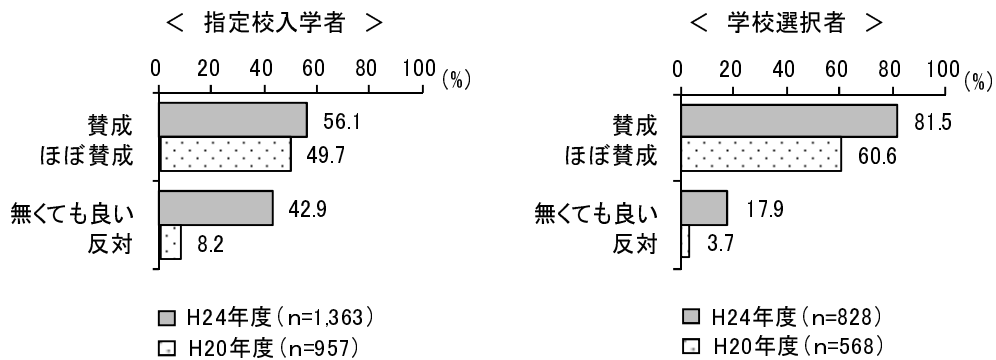 ＜ 指定校入学者 ＞
0 20 40 60 80 100 (%)
賛成
ほぼ賛成
56.1
49.7
無くても良い
反対
42.9
8.2
H24年度（n=1,363）
H20年度（n=957）
＜ 学校選択者 ＞
0 20 40 60 80 100 (%)
賛成
ほぼ賛成
81.5
60.6
無くても良い
反対
17.9
3.7
H24年度（n=828）
H20年度（n=568）